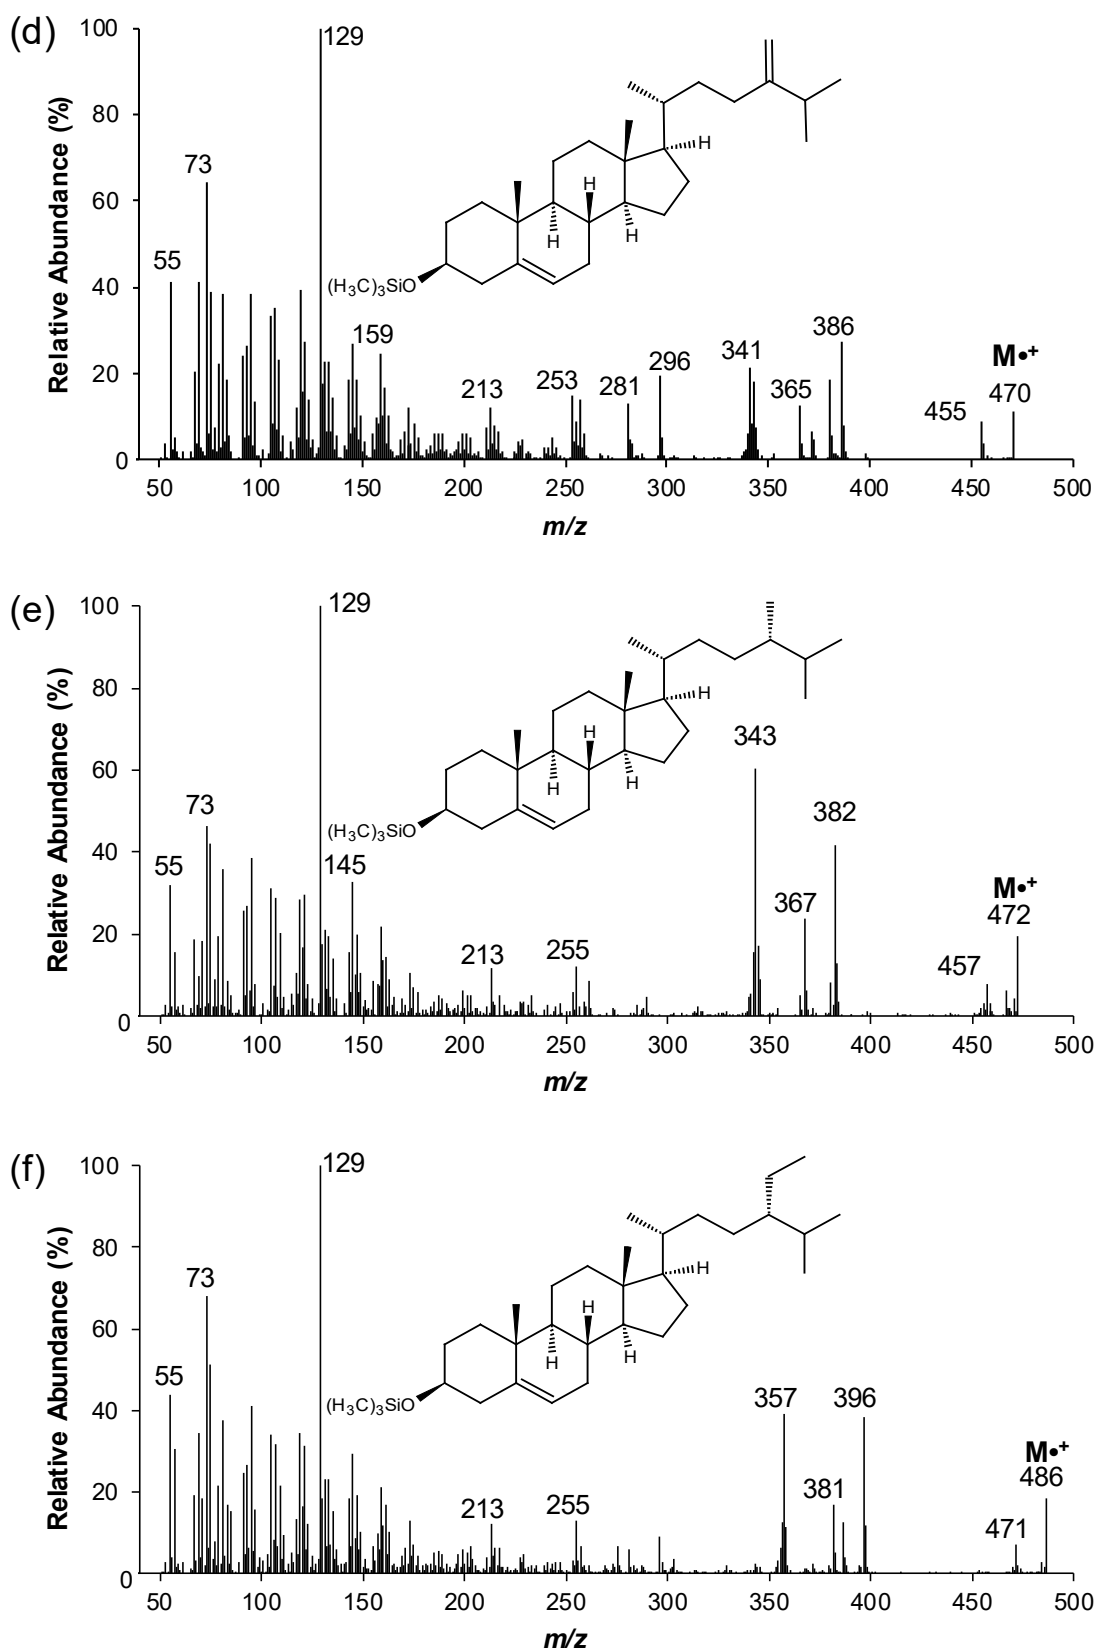 (d)
Relative Abundance (%)
100
80
60
40
20
0
129
73
55
159
213
253
281
296
341
365
386
455
M•+
470
H
H
H
H
(H₃C)₃SiO
50 100 150 200 250 300 350 400 450 500
m/z
(e)
Relative Abundance (%)
100
80
60
40
20
0
129
73
55
145
213
255
343
367
382
457
M•+
472
H
H
H
H
(H₃C)₃SiO
50 100 150 200 250 300 350 400 450 500
m/z
(f)
Relative Abundance (%)
100
80
60
40
20
0
129
73
55
213
255
357
381
396
471
M•+
486
H
H
H
H
(H₃C)₃SiO
50 100 150 200 250 300 350 400 450 500
m/z